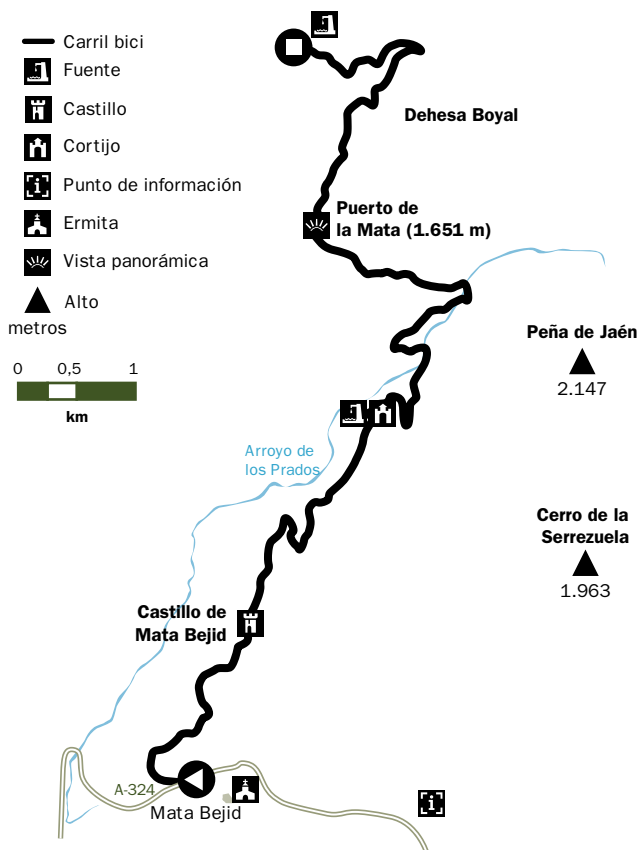 Carril bici
Fuente
Castillo
Cortijo
Punto de información
Ermita
Vista panorámica
Alto
metros
0 0,5 1
km
Dehesa Boyal
Puerto de
la Mata (1.651 m)
Peña de Jaén
2.147
Arroyo de
los Prados
Cerro de la
Serrezuela
1.963
Castillo de
Mata Bejid
A-324
Mata Bejid